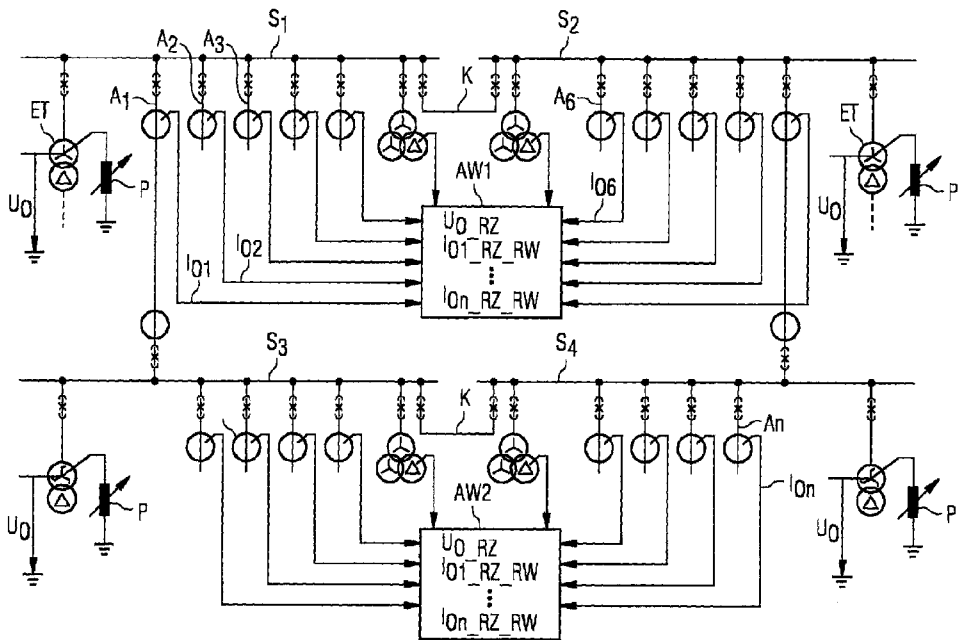 S1
S2
A2
A3
A1
K
A6
ET
ET
AW1
P
P
U0
U0
U0_RZ
I01_RZ_RW
I0n_RZ_RW
I06
I02
I01
S3
S4
K
An
AW2
P
P
U0
U0
I0n
U0_RZ
I01_RZ_RW
I0n_RZ_RW